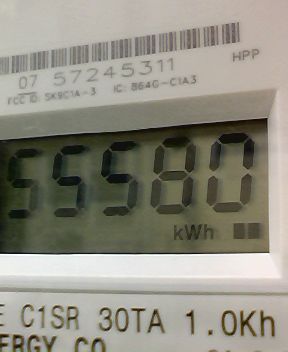 07 57245311
HPP
FCC ID: SK9C1A-3 IC: 864G-C1A3
55580
kWh
E C1SR 30TA 1.0Kh
ERGY CO